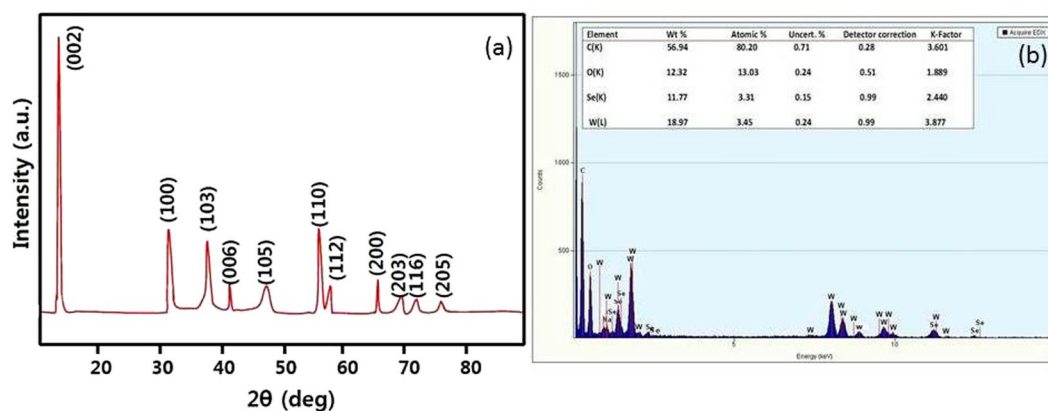 (a)
Intensity (a.u.)
(002)
(100)
(103)
(006)
(105)
(110)
(112)
(200)
(203)
(116)
(205)
20 30 40 50 60 70 80
2θ (deg)
(b)
Acquire EDX
Element Wt % Atomic % Uncert. % Detector correction K-Factor
C(K) 56.94 80.20 0.71 0.28 3.601
O(K) 12.32 13.03 0.24 0.51 1.889
Se(K) 11.77 3.31 0.15 0.99 2.440
W(L) 18.97 3.45 0.24 0.99 3.877
1500
1000
500
Counts
C
O
W
W
Se
W
Se
W
W
W
Se
W
W
W
W
W
W
W
W
Se
W
Se
Se
5 10
Energy (keV)